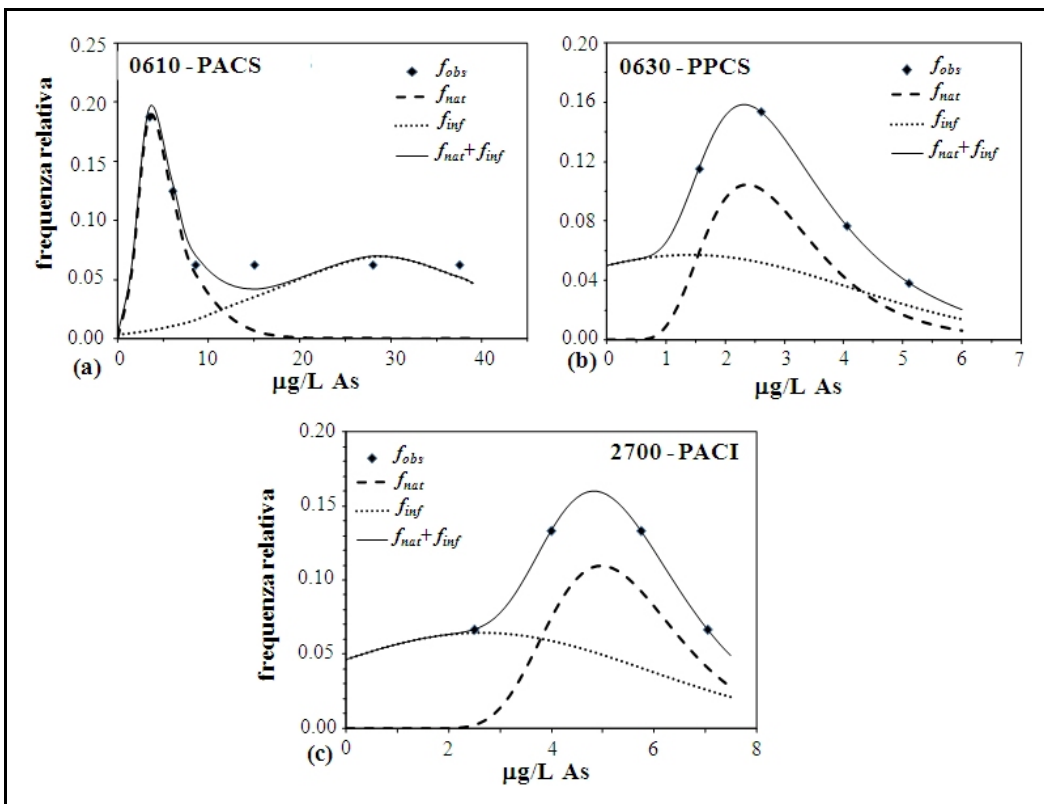 0610 - PACS
frequenza relativa
0.25
0.20
0.15
0.10
0.05
0.00
f_obs
f_nat
f_inf
f_nat+f_inf
0 10 20 30 40
(a)
µg/L As
0630 - PPCS
0.20
0.16
0.12
0.08
0.04
0.00
f_obs
f_nat
f_inf
f_nat+f_inf
0 1 2 3 4 5 6 7
(b)
µg/L As
2700 - PACI
frequenza relativa
0.20
0.15
0.10
0.05
0.00
f_obs
f_nat
f_inf
f_nat+f_inf
0 2 4 6 8
(c)
µg/L As